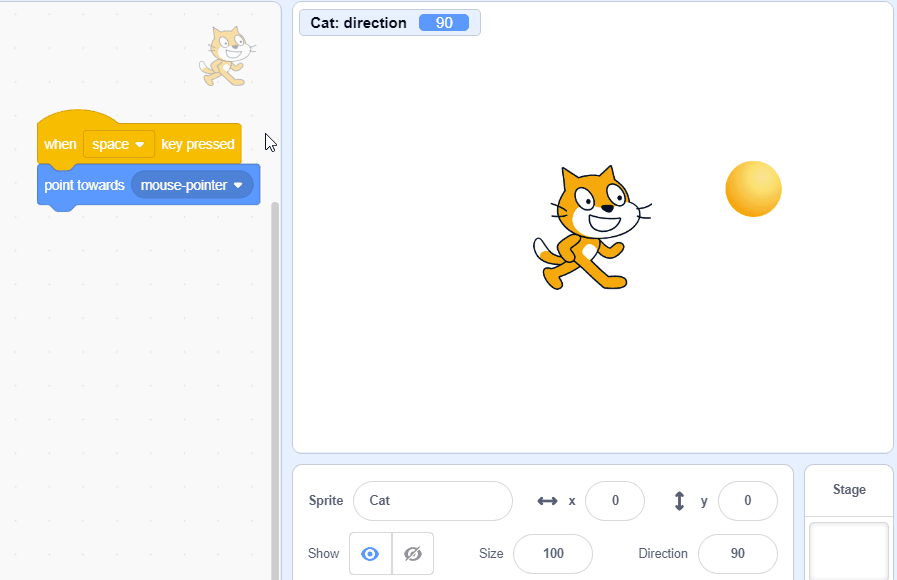 Cat: direction 90
when space key pressed
point towards mouse-pointer
Sprite Cat x 0 y 0
Stage
Show Size 100 Direction 90